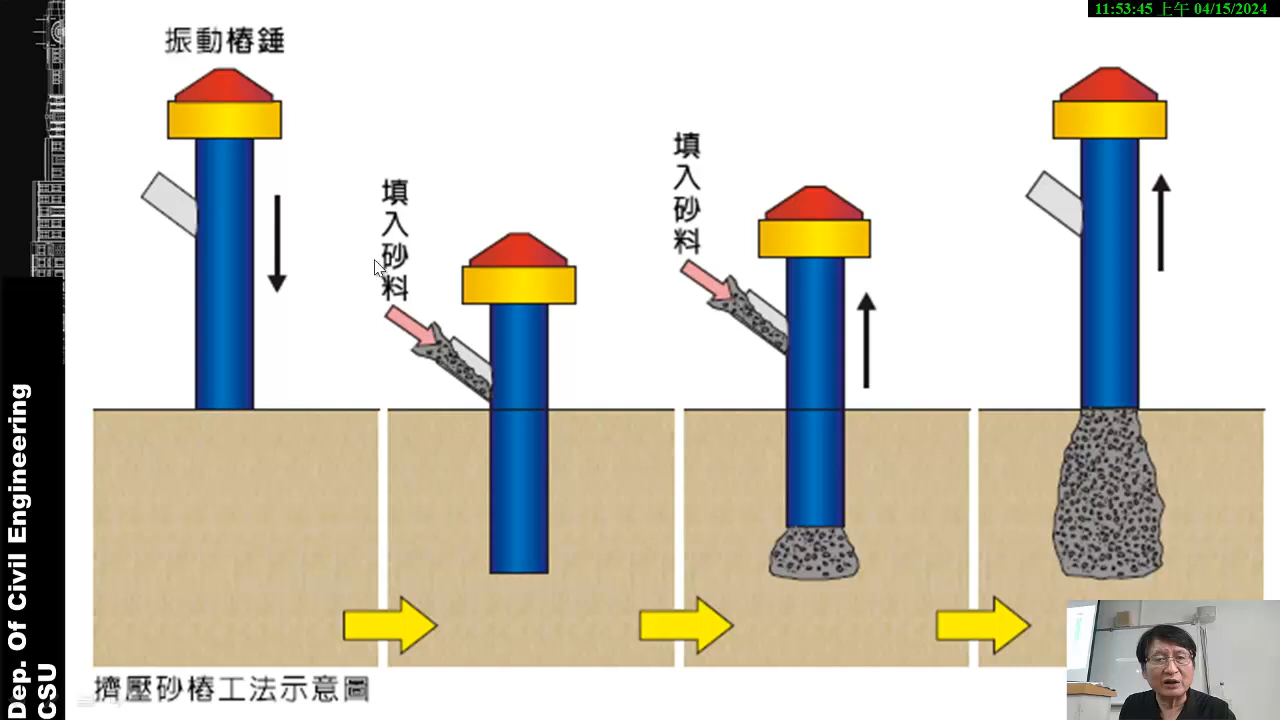 11:53:45 上午 04/15/2024
振動樁錘
填入砂料
填入砂料
擠壓砂樁工法示意圖
Dep. Of Civil Engineering
CSU